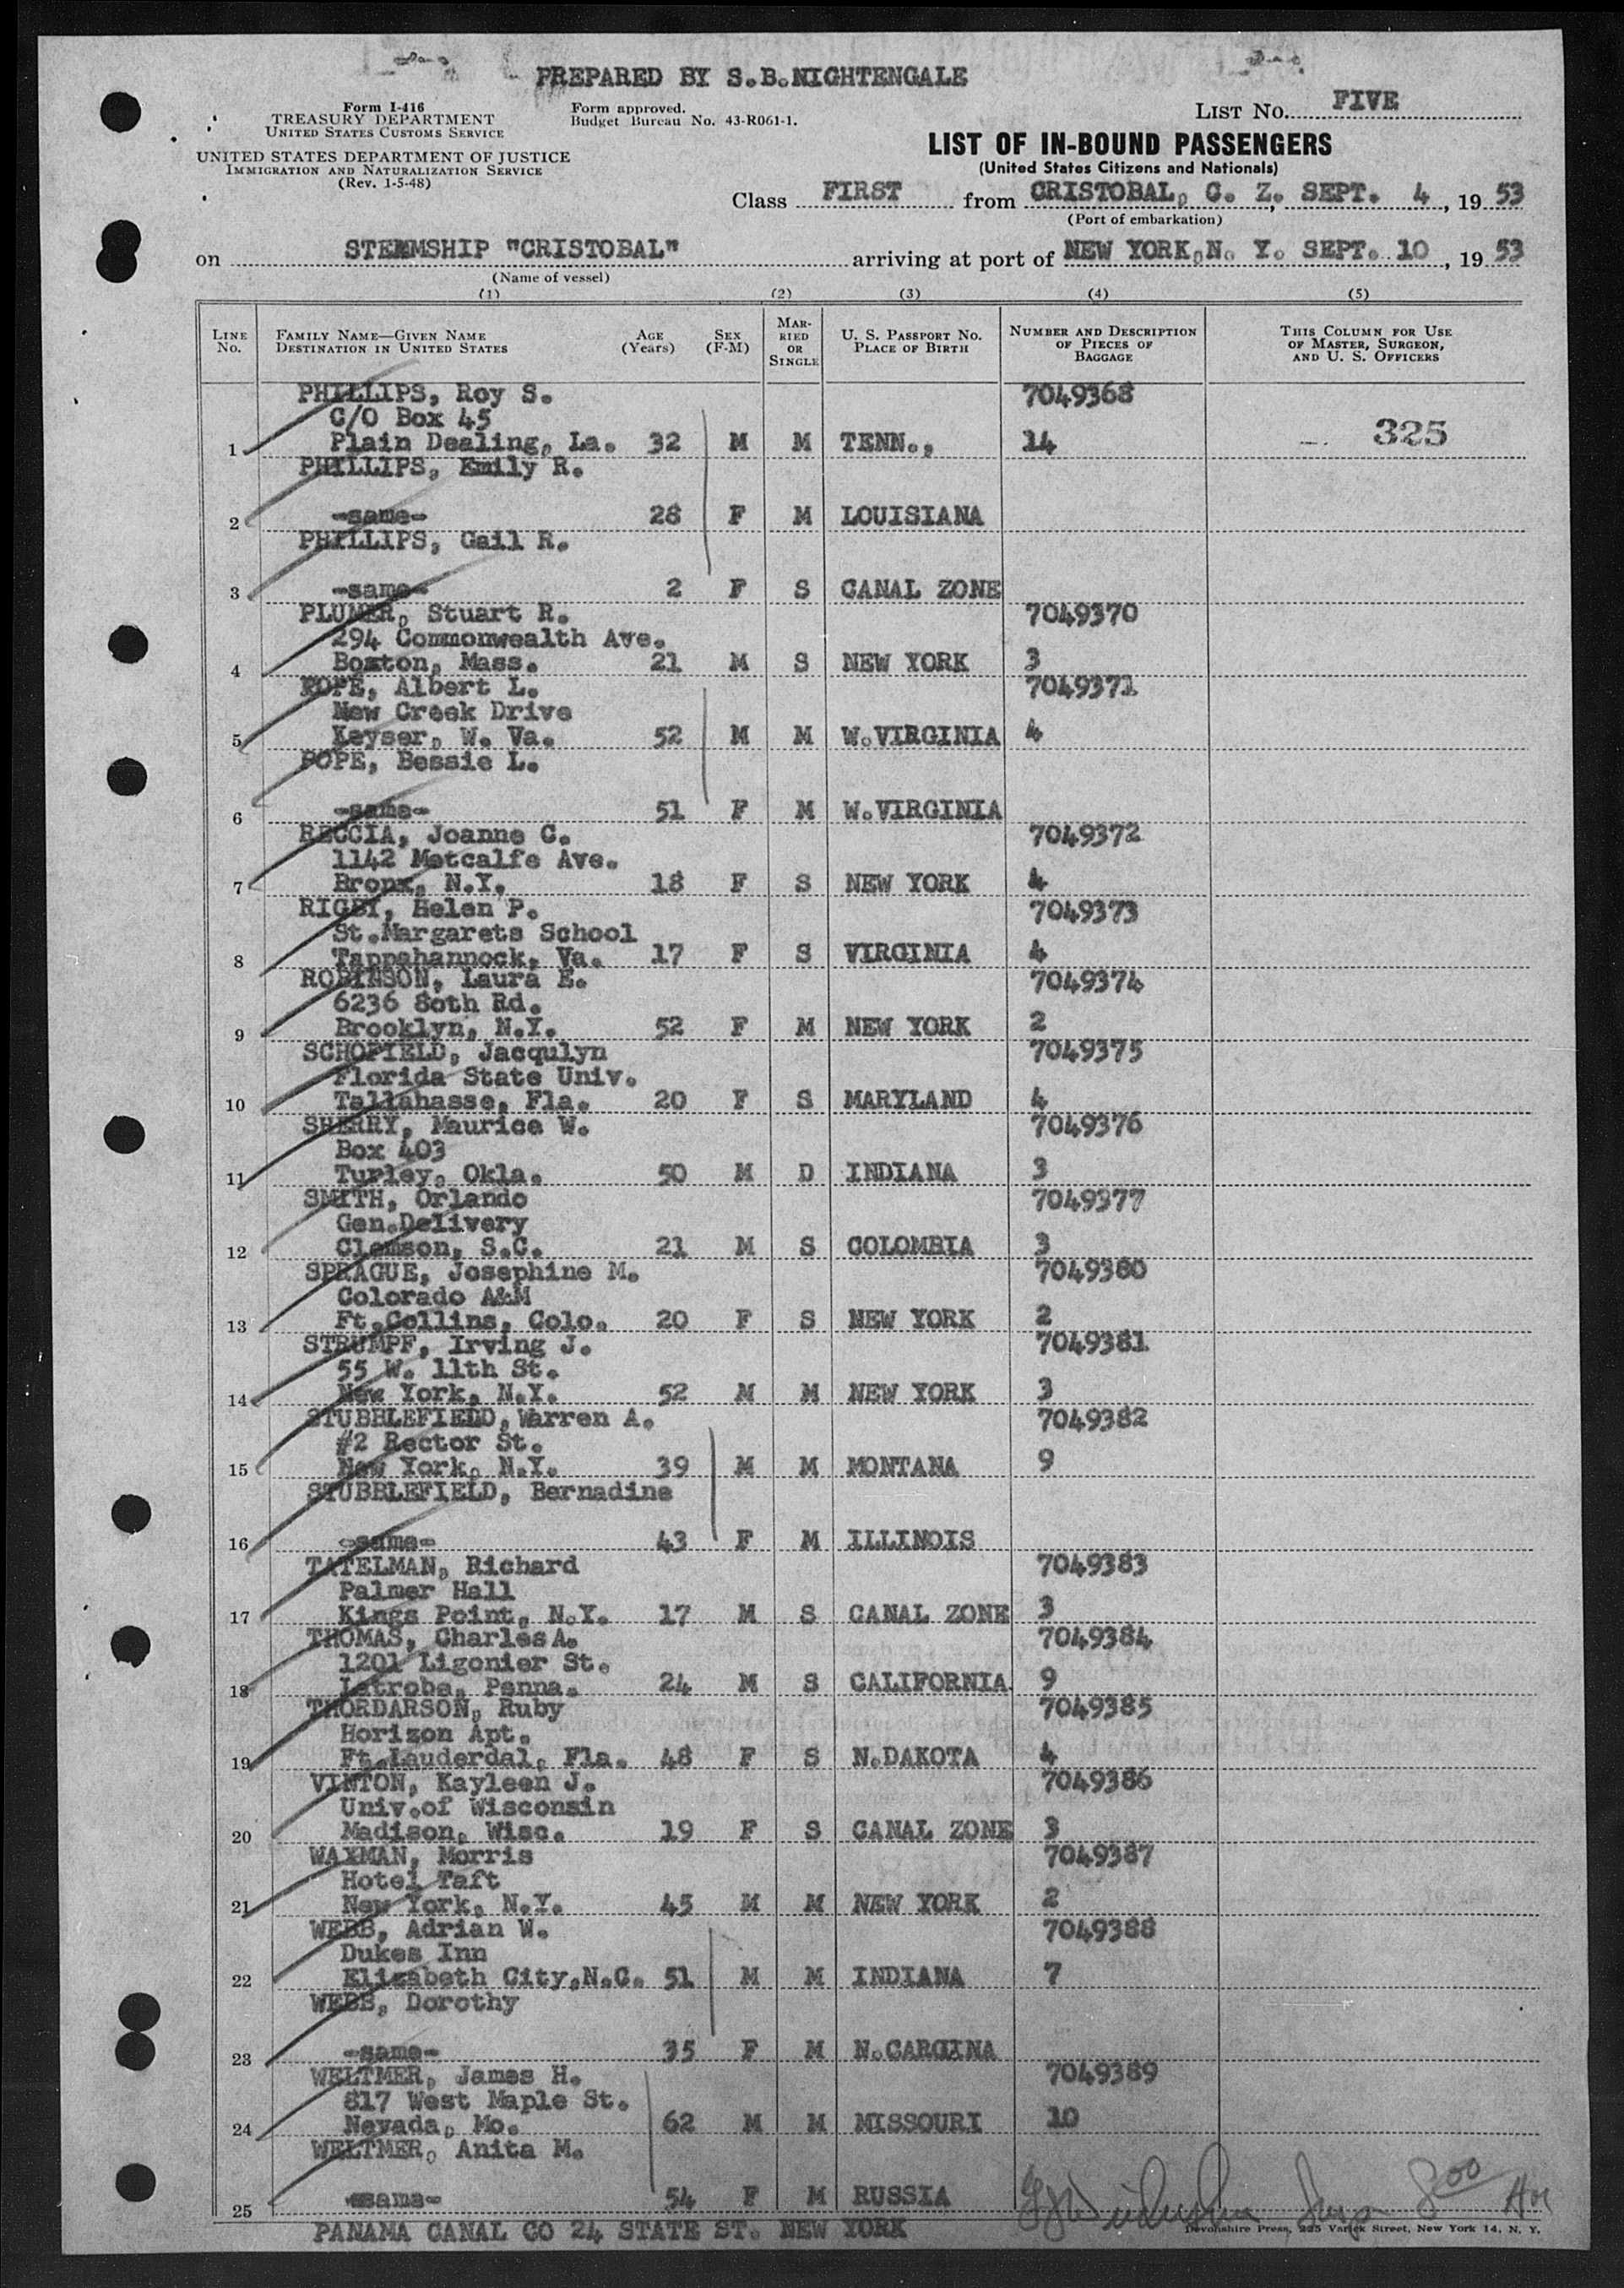 PREPARED BY S.B.NIGHTENGALE
Form I-416
TREASURY DEPARTMENT
UNITED STATES CUSTOMS SERVICE
Form approved.
Budget Bureau No. 43-R061-1.
LIST No. FIVE
UNITED STATES DEPARTMENT OF JUSTICE
IMMIGRATION AND NATURALIZATION SERVICE
(Rev. 1-5-48)
LIST OF IN-BOUND PASSENGERS
(United States Citizens and Nationals)
Class FIRST from CRISTOBAL, C. Z., SEPT. 4, 19 53
(Port of embarkation)
on STEAMSHIP "CRISTOBAL" arriving at port of NEW YORK,N. Y. SEPT. 10, 19 53
(Name of vessel)
(1) (2) (3) (4) (5)
LINE No. FAMILY NAME—GIVEN NAME DESTINATION IN UNITED STATES AGE (Years) SEX (F-M) MARRIED OR SINGLE U. S. PASSPORT No. PLACE OF BIRTH NUMBER AND DESCRIPTION OF PIECES OF BAGGAGE THIS COLUMN FOR USE OF MASTER, SURGEON, AND U. S. OFFICERS
PHILLIPS, Roy S. 7049368
C/O Box 45
1 Plain Dealing, La. 32 M M TENN., 14 325
PHILLIPS, Emily R.
2 -same- 28 F M LOUISIANA
PHILLIPS, Gail R.
3 -same- 2 F S CANAL ZONE
PLUMER, Stuart R. 7049370
294 Commonwealth Ave.
4 Boxton, Mass. 21 M S NEW YORK 3
POPE, Albert L. 7049371
New Creek Drive
5 Keyser, W. Va. 52 M M W.VIRGINIA 4
POPE, Bessie L.
6 -same- 51 F M W.VIRGINIA
RECCIA, Joanne C. 7049372
1142 Metcalfe Ave.
7 Bronx, N.Y. 18 F S NEW YORK 4
RIGBY, Helen P. 7049373
St.Margarets School
8 Tappahannock, Va. 17 F S VIRGINIA 4
ROBINSON, Laura E. 7049374
6236 80th Rd.
9 Brooklyn, N.Y. 52 F M NEW YORK 2
SCHOFIELD, Jacqulyn 7049375
Florida State Univ.
10 Tallahasse, Fla. 20 F S MARYLAND 4
SHERRY, Maurice W. 7049376
Box 403
11 Turley, Okla. 50 M D INDIANA 3
SMITH, Orlando 7049377
Gen.Delivery
12 Clemson, S.C. 21 M S COLOMBIA 3
SPRAGUE, Josephine M. 7049380
Colorado A&M
13 Ft.Collins, Colo. 20 F S NEW YORK 2
STRUMPF, Irving J. 7049381
55 W. 11th St.
14 New York, N.Y. 52 M M NEW YORK 3
STUBBLEFIELD, Warren A. 7049382
#2 Rector St.
15 New York, N.Y. 39 M M MONTANA 9
STUBBLEFIELD, Bernadine
16 -same- 43 F M ILLINOIS
TATELMAN, Richard 7049383
Palmer Hall
17 Kings Point, N.Y. 17 M S CANAL ZONE 3
THOMAS, Charles A. 7049384
1201 Ligonier St.
18 Latrobe, Penna. 24 M S CALIFORNIA 9
THORDARSON, Ruby 7049385
Horizon Apt.
19 Ft.Lauderdal, Fla. 48 F S N.DAKOTA 4
VINTON, Kayleen J. 7049386
Univ.of Wisconsin
20 Madison, Wisc. 19 F S CANAL ZONE 3
WAXMAN, Morris 7049387
Hotel Taft
21 New York, N.Y. 45 M M NEW YORK 2
WEBB, Adrian W. 7049388
Dukes Inn
22 Elizabeth City,N.C. 51 M M INDIANA 7
WEBB, Dorothy
23 -same- 35 F M N.CAROINA
WELTMER, James H. 7049389
817 West Maple St.
24 Nevada, Mo. 62 M M MISSOURI 10
WELTMER, Anita M.
25 -same- 54 F M RUSSIA
800
PANAMA CANAL CO 24 STATE ST. NEW YORK
Devonshire Press, 225 Varick Street, New York 14, N. Y.